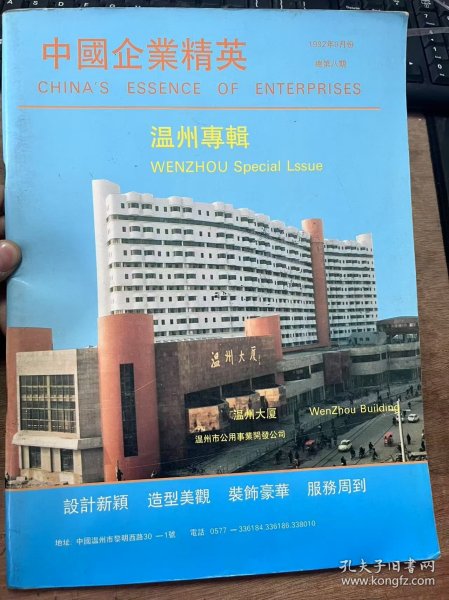 中國企業精英
1992年8月份
總第八期
CHINA'S ESSENCE OF ENTERPRISES
温州專輯
WENZHOU Special Lssue
温州大厦
温州大厦 WenZhou Building
温州市公用事業開發公司
設計新穎 造型美觀 裝飾豪華 服務周到
地址: 中國温州市黎明西路30一1號 電話 0577—336184.336186.338010
孔夫子旧书网
www.kongfz.com